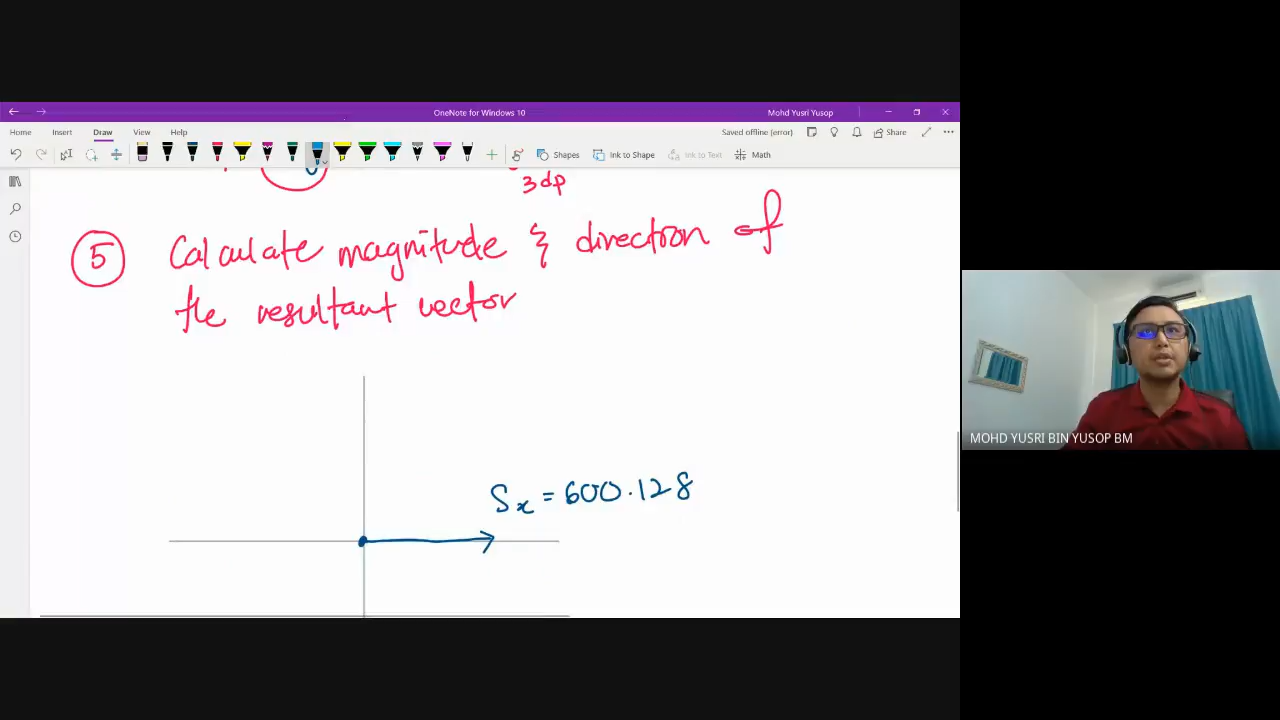 OneNote for Windows 10
Mohd Yusri Yusop
Home Insert Draw View Help
Saved offline (error)
Share
Shapes
Ink to Shape
Ink to Text
Math
3 dp
5 Calculate magnitude & direction of
the resultant vector
Sx = 600.128
MOHD YUSRI BIN YUSOP BM